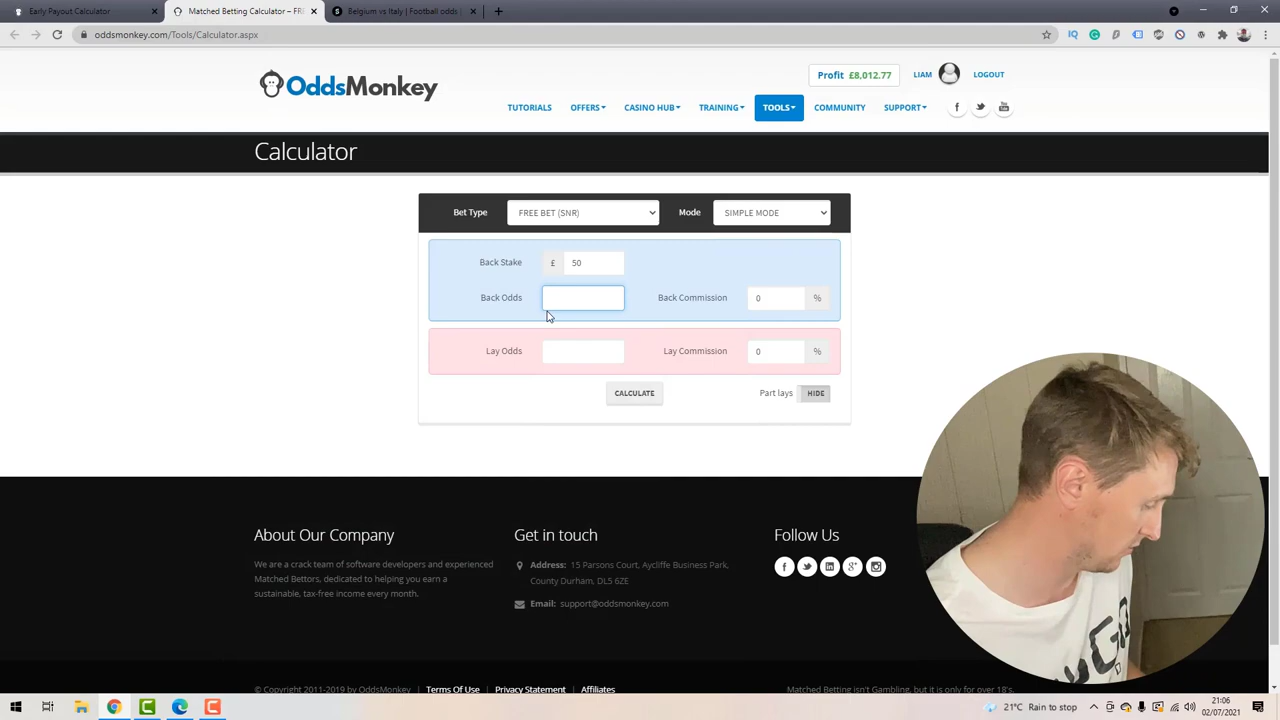 Early Payout Calculator
Matched Betting Calculator – FRE
Belgium vs Italy | Football odds |
oddsmonkey.com/Tools/Calculator.aspx
OddsMonkey
Profit £8,012.77
LIAM
LOGOUT
TUTORIALS
OFFERS
CASINO HUB
TRAINING
TOOLS
COMMUNITY
SUPPORT
Calculator
Bet Type
FREE BET (SNR)
Mode
SIMPLE MODE
Back Stake
£
50
Back Odds
Back Commission
0
%
Lay Odds
Lay Commission
0
%
CALCULATE
Part lays
HIDE
About Our Company
We are a crack team of software developers and experienced
Matched Bettors, dedicated to helping you earn a
sustainable, tax-free income every month.
Get in touch
Address: 15 Parsons Court, Aycliffe Business Park,
County Durham, DL5 6ZE
Email: support@oddsmonkey.com
Follow Us
© Copyright 2011-2019 by OddsMonkey
Terms Of Use
Privacy Statement
Affiliates
Matched Betting isn't Gambling, but it is only for over 18's.
21°C Rain to stop
21:06
02/07/2021